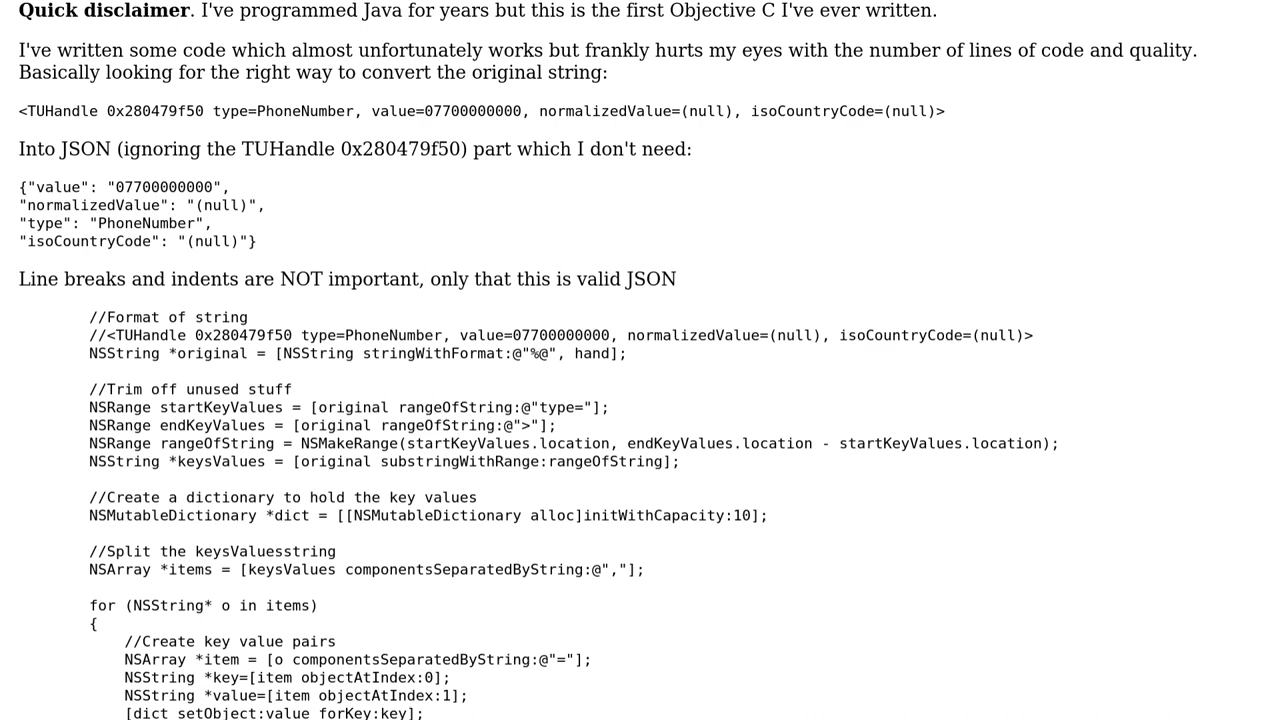 Quick disclaimer. I've programmed Java for years but this is the first Objective C I've ever written.
I've written some code which almost unfortunately works but frankly hurts my eyes with the number of lines of code and quality.
Basically looking for the right way to convert the original string:
<TUHandle 0x280479f50 type=PhoneNumber, value=07700000000, normalizedValue=(null), isoCountryCode=(null)>
Into JSON (ignoring the TUHandle 0x280479f50) part which I don't need:
{"value": "07700000000",
"normalizedValue": "(null)",
"type": "PhoneNumber",
"isoCountryCode": "(null)"}
Line breaks and indents are NOT important, only that this is valid JSON
//Format of string
//<TUHandle 0x280479f50 type=PhoneNumber, value=07700000000, normalizedValue=(null), isoCountryCode=(null)>
NSString *original = [NSString stringWithFormat:@"%@", hand];
//Trim off unused stuff
NSRange startKeyValues = [original rangeOfString:@"type="];
NSRange endKeyValues = [original rangeOfString:@">"];
NSRange rangeOfString = NSMakeRange(startKeyValues.location, endKeyValues.location - startKeyValues.location);
NSString *keysValues = [original substringWithRange:rangeOfString];
//Create a dictionary to hold the key values
NSMutableDictionary *dict = [[NSMutableDictionary alloc]initWithCapacity:10];
//Split the keysValuesstring
NSArray *items = [keysValues componentsSeparatedByString:@","];
for (NSString* o in items)
{
//Create key value pairs
NSArray *item = [o componentsSeparatedByString:@"="];
NSString *key=[item objectAtIndex:0];
NSString *value=[item objectAtIndex:1];
[dict setObject:value forKey:key];